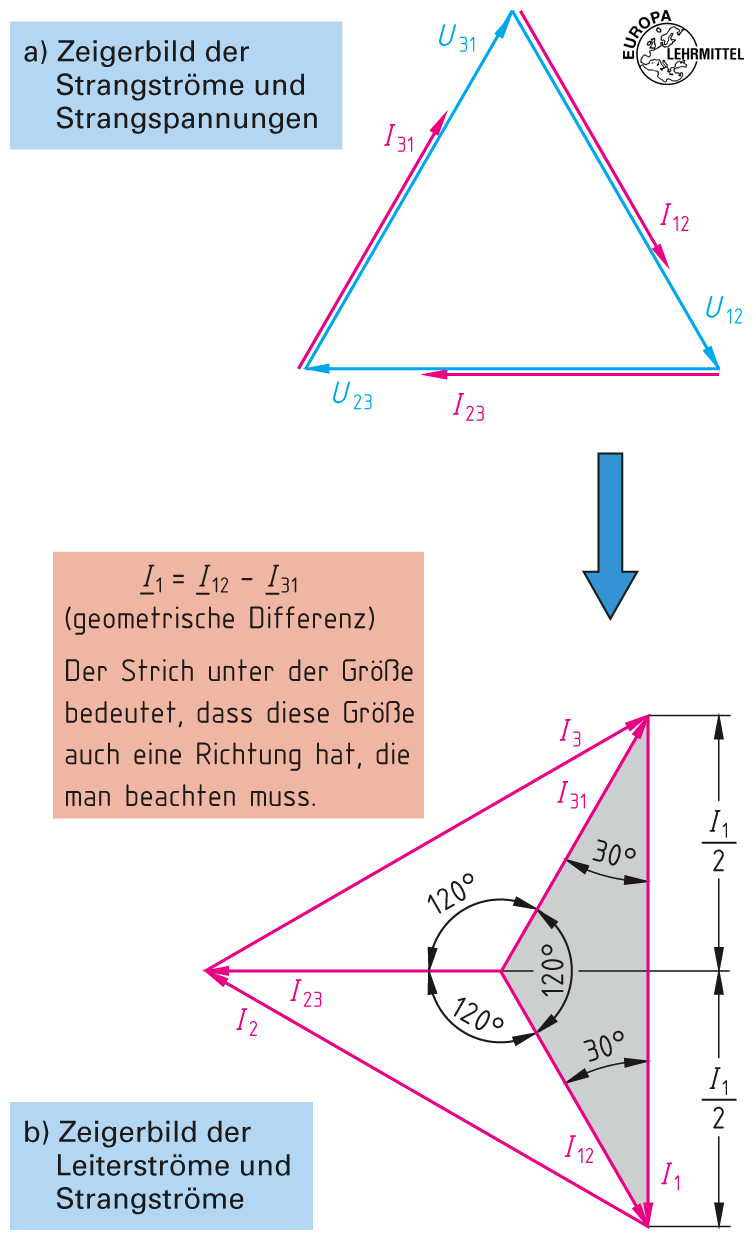 a) Zeigerbild der
Strangströme und
Strangspannungen
EUROPA
LEHRMITTEL
U31
I31
I12
U12
U23
I23
I1 = I12 - I31
(geometrische Differenz)
Der Strich unter der Größe
bedeutet, dass diese Größe
auch eine Richtung hat, die
man beachten muss.
I3
I31
30°
I1
2
120°
120°
I23
120°
I2
30°
I1
2
I12
I1
b) Zeigerbild der
Leiterströme und
Strangströme